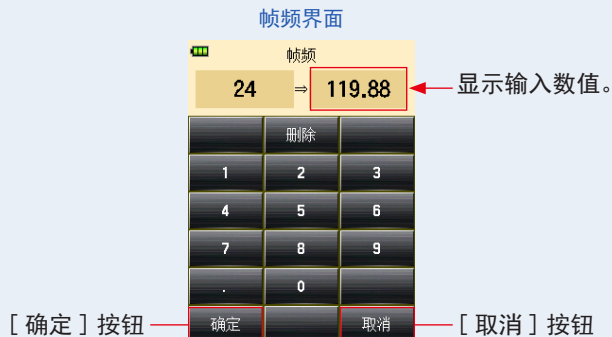 帧频界面
帧频
24 ⇒ 119.88
显示输入数值。
删除
1 2 3
4 5 6
7 8 9
. 0
确定 取消
[ 确定 ] 按钮
[ 取消 ] 按钮